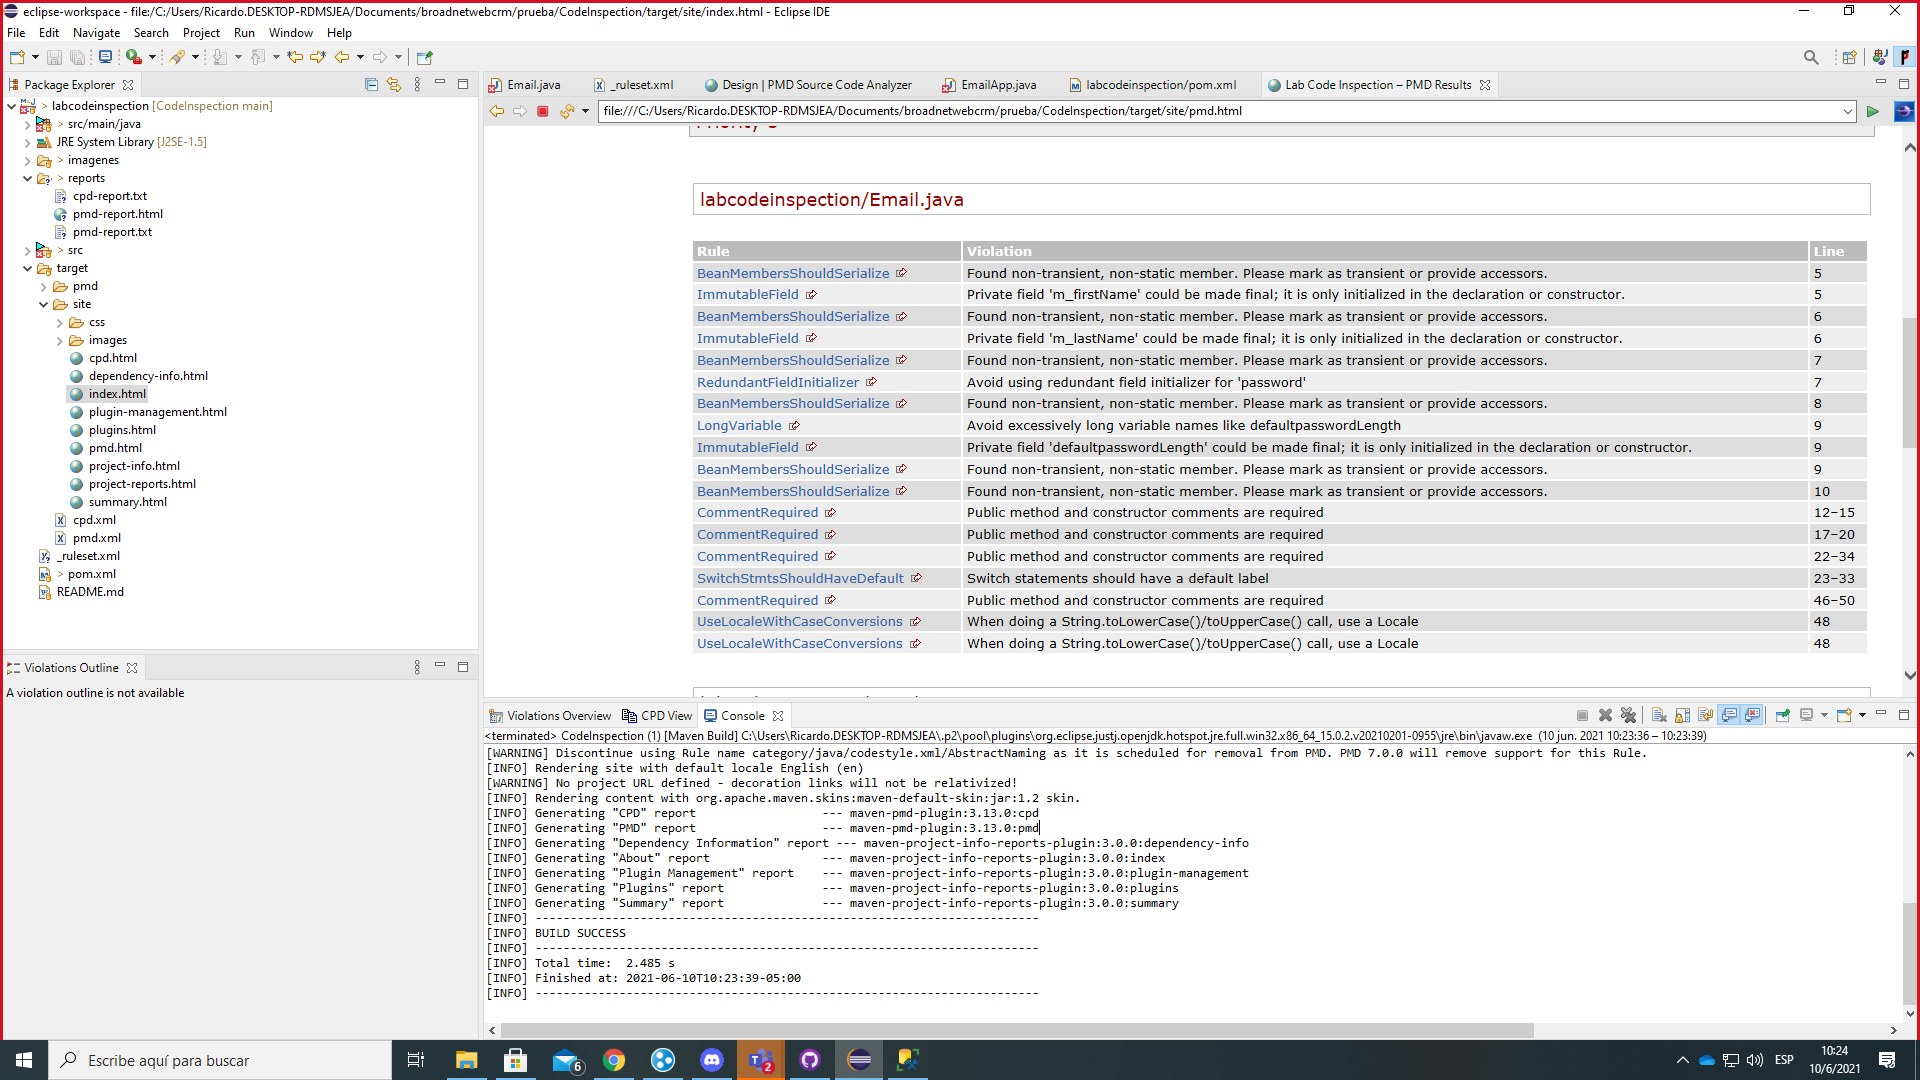 eclipse-workspace - file:/C:/Users/Ricardo.DESKTOP-RDMSJEA/Documents/broadnetwebcrm/prueba/CodeInspection/target/site/index.html - Eclipse IDE
File Edit Navigate Search Project Run Window Help
Package Explorer
labcodeinspection [CodeInspection main]
src/main/java
JRE System Library [J2SE-1.5]
imagenes
reports
cpd-report.txt
pmd-report.html
pmd-report.txt
src
target
pmd
site
css
images
cpd.html
dependency-info.html
index.html
plugin-management.html
plugins.html
pmd.html
project-info.html
project-reports.html
summary.html
cpd.xml
pmd.xml
_ruleset.xml
pom.xml
README.md
Violations Outline
A violation outline is not available
Email.java _ruleset.xml Design | PMD Source Code Analyzer EmailApp.java labcodeinspection/pom.xml Lab Code Inspection – PMD Results
file:///C:/Users/Ricardo.DESKTOP-RDMSJEA/Documents/broadnetwebcrm/prueba/CodeInspection/target/site/pmd.html
labcodeinspection/Email.java
Rule Violation Line
BeanMembersShouldSerialize Found non-transient, non-static member. Please mark as transient or provide accessors. 5
ImmutableField Private field 'm_firstName' could be made final; it is only initialized in the declaration or constructor. 5
BeanMembersShouldSerialize Found non-transient, non-static member. Please mark as transient or provide accessors. 6
ImmutableField Private field 'm_lastName' could be made final; it is only initialized in the declaration or constructor. 6
BeanMembersShouldSerialize Found non-transient, non-static member. Please mark as transient or provide accessors. 7
RedundantFieldInitializer Avoid using redundant field initializer for 'password' 7
BeanMembersShouldSerialize Found non-transient, non-static member. Please mark as transient or provide accessors. 8
LongVariable Avoid excessively long variable names like defaultpasswordLength 9
ImmutableField Private field 'defaultpasswordLength' could be made final; it is only initialized in the declaration or constructor. 9
BeanMembersShouldSerialize Found non-transient, non-static member. Please mark as transient or provide accessors. 9
BeanMembersShouldSerialize Found non-transient, non-static member. Please mark as transient or provide accessors. 10
CommentRequired Public method and constructor comments are required 12–15
CommentRequired Public method and constructor comments are required 17–20
CommentRequired Public method and constructor comments are required 22–34
SwitchStmtsShouldHaveDefault Switch statements should have a default label 23–33
CommentRequired Public method and constructor comments are required 46–50
UseLocaleWithCaseConversions When doing a String.toLowerCase()/toUpperCase() call, use a Locale 48
UseLocaleWithCaseConversions When doing a String.toLowerCase()/toUpperCase() call, use a Locale 48
Violations Overview CPD View Console
<terminated> CodeInspection (1) [Maven Build] C:\Users\Ricardo.DESKTOP-RDMSJEA\.p2\pool\plugins\org.eclipse.justj.openjdk.hotspot.jre.full.win32.x86_64_15.0.2.v20210201-0955\jre\bin\javaw.exe (10 jun. 2021 10:23:36 – 10:23:39)
[WARNING] Discontinue using Rule name category/java/codestyle.xml/AbstractNaming as it is scheduled for removal from PMD. PMD 7.0.0 will remove support for this Rule.
[INFO] Rendering site with default locale English (en)
[WARNING] No project URL defined - decoration links will not be relativized!
[INFO] Rendering content with org.apache.maven.skins:maven-default-skin:jar:1.2 skin.
[INFO] Generating "CPD" report --- maven-pmd-plugin:3.13.0:cpd
[INFO] Generating "PMD" report --- maven-pmd-plugin:3.13.0:pmd
[INFO] Generating "Dependency Information" report --- maven-project-info-reports-plugin:3.0.0:dependency-info
[INFO] Generating "About" report --- maven-project-info-reports-plugin:3.0.0:index
[INFO] Generating "Plugin Management" report --- maven-project-info-reports-plugin:3.0.0:plugin-management
[INFO] Generating "Plugins" report --- maven-project-info-reports-plugin:3.0.0:plugins
[INFO] Generating "Summary" report --- maven-project-info-reports-plugin:3.0.0:summary
[INFO] ------------------------------------------------------------------------
[INFO] BUILD SUCCESS
[INFO] ------------------------------------------------------------------------
[INFO] Total time: 2.485 s
[INFO] Finished at: 2021-06-10T10:23:39-05:00
[INFO] ------------------------------------------------------------------------
Escribe aquí para buscar
6
2
ESP
10:24
10/6/2021